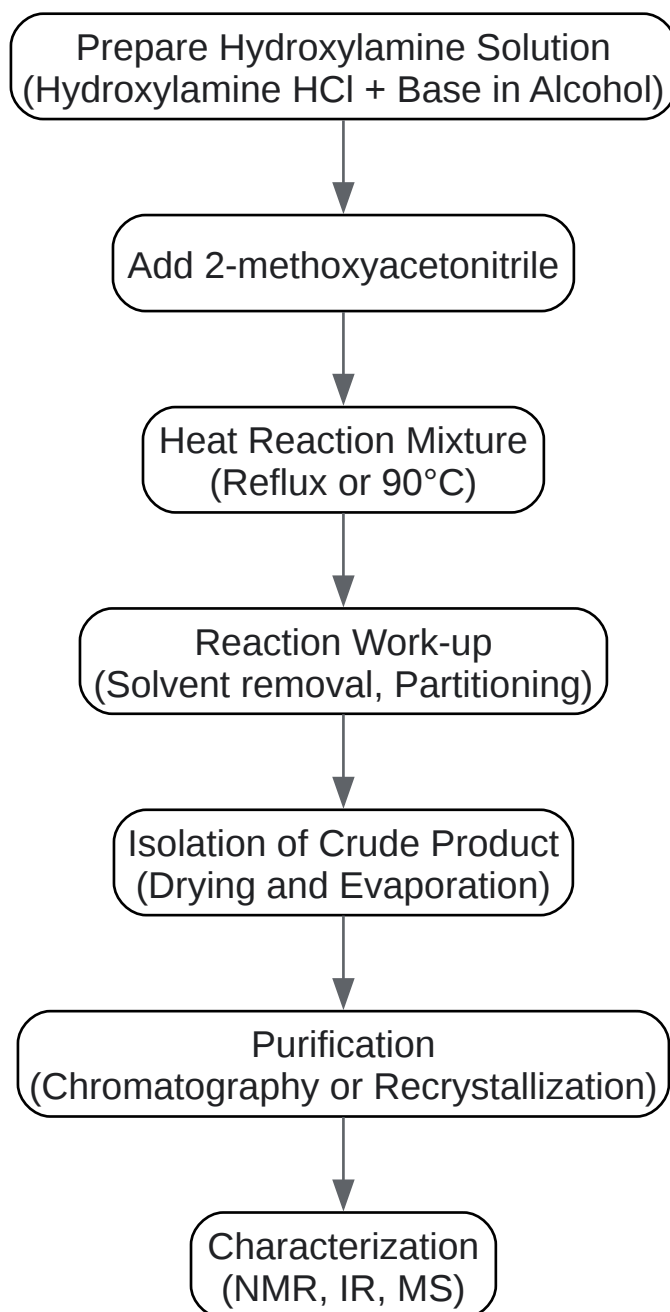 Prepare Hydroxylamine Solution
(Hydroxylamine HCl + Base in Alcohol)
Add 2-methoxyacetonitrile
Heat Reaction Mixture
(Reflux or 90°C)
Reaction Work-up
(Solvent removal, Partitioning)
Isolation of Crude Product
(Drying and Evaporation)
Purification
(Chromatography or Recrystallization)
Characterization
(NMR, IR, MS)